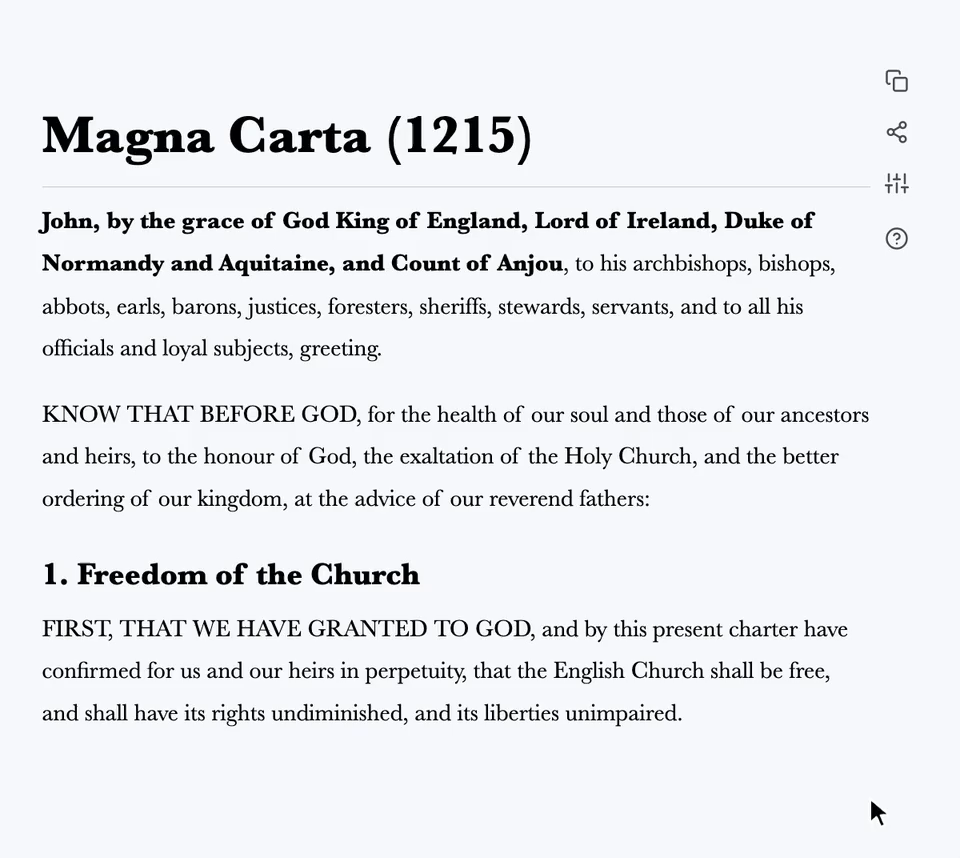 Magna Carta (1215)
John, by the grace of God King of England, Lord of Ireland, Duke of
Normandy and Aquitaine, and Count of Anjou, to his archbishops, bishops,
abbots, earls, barons, justices, foresters, sheriffs, stewards, servants, and to all his
officials and loyal subjects, greeting.
KNOW THAT BEFORE GOD, for the health of our soul and those of our ancestors
and heirs, to the honour of God, the exaltation of the Holy Church, and the better
ordering of our kingdom, at the advice of our reverend fathers:
1. Freedom of the Church
FIRST, THAT WE HAVE GRANTED TO GOD, and by this present charter have
confirmed for us and our heirs in perpetuity, that the English Church shall be free,
and shall have its rights undiminished, and its liberties unimpaired.